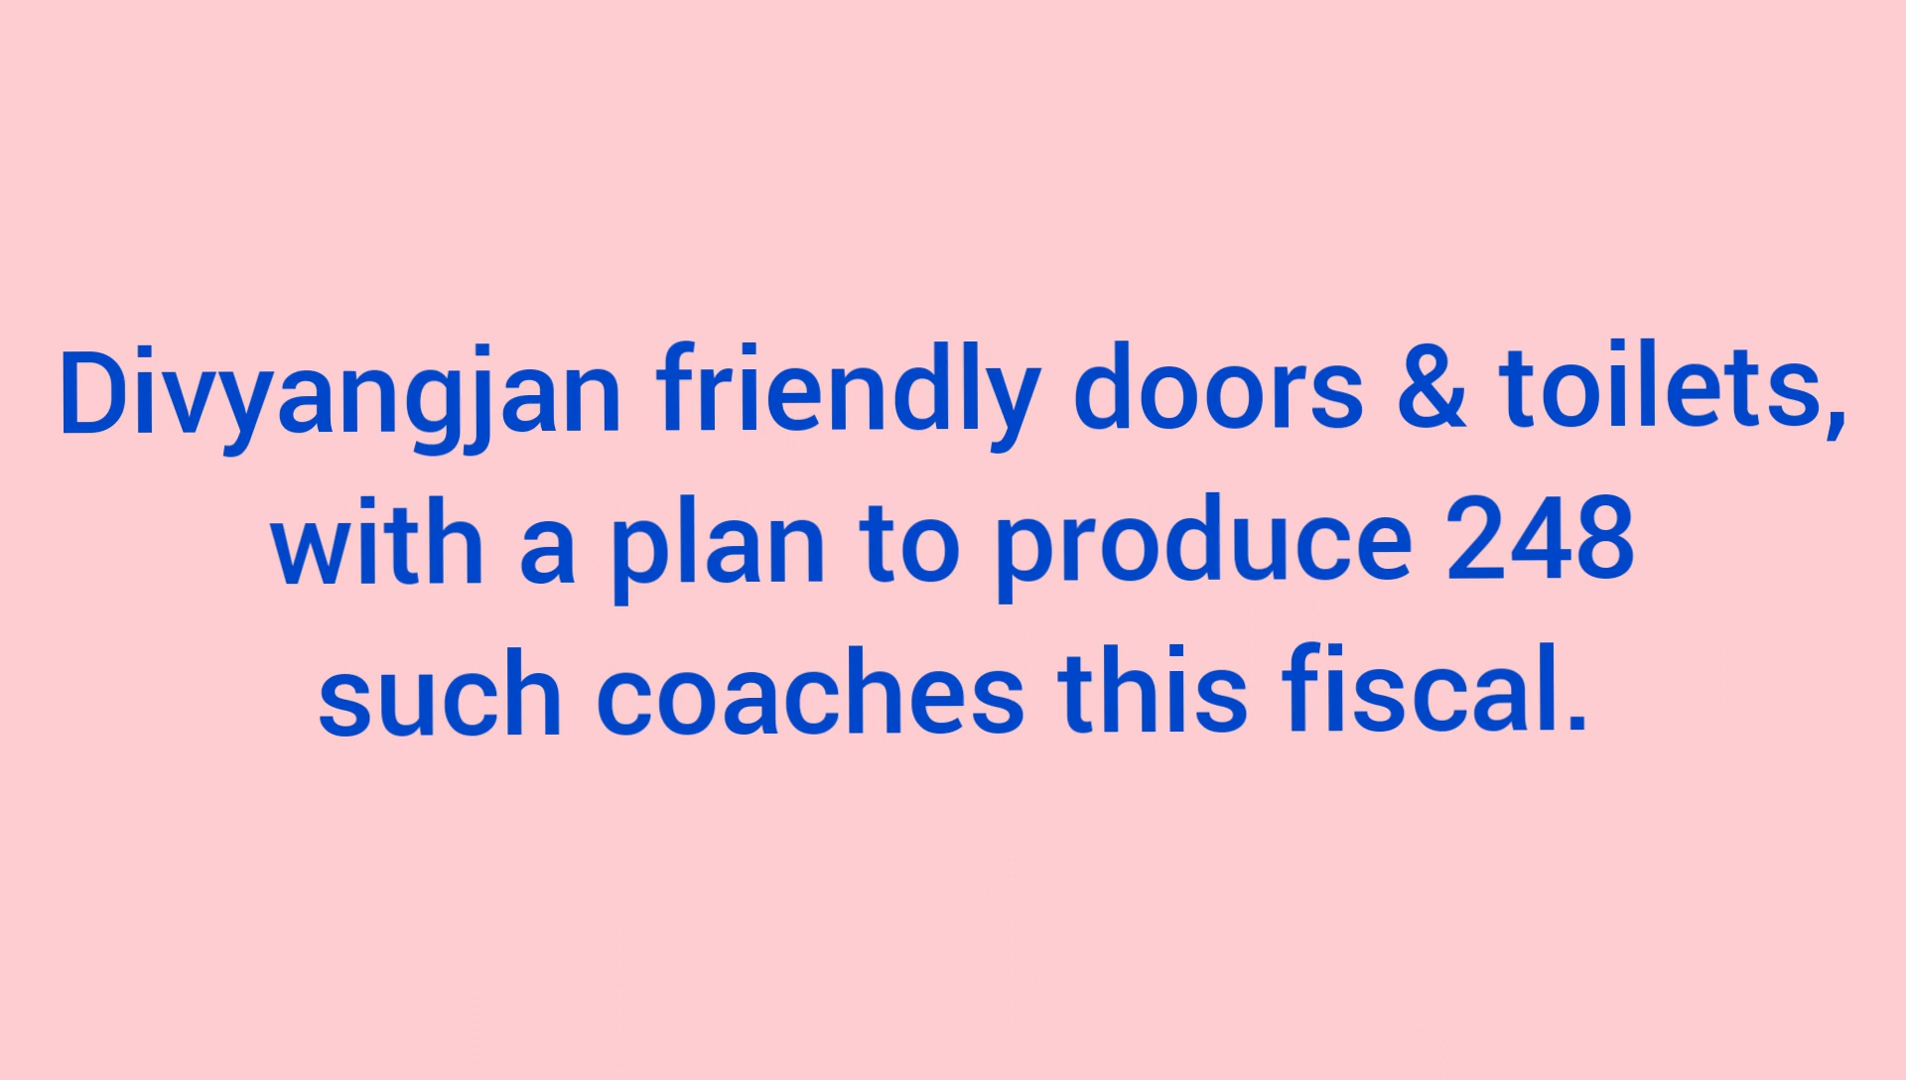 Divyangjan friendly doors & toilets,
with a plan to produce 248
such coaches this fiscal.